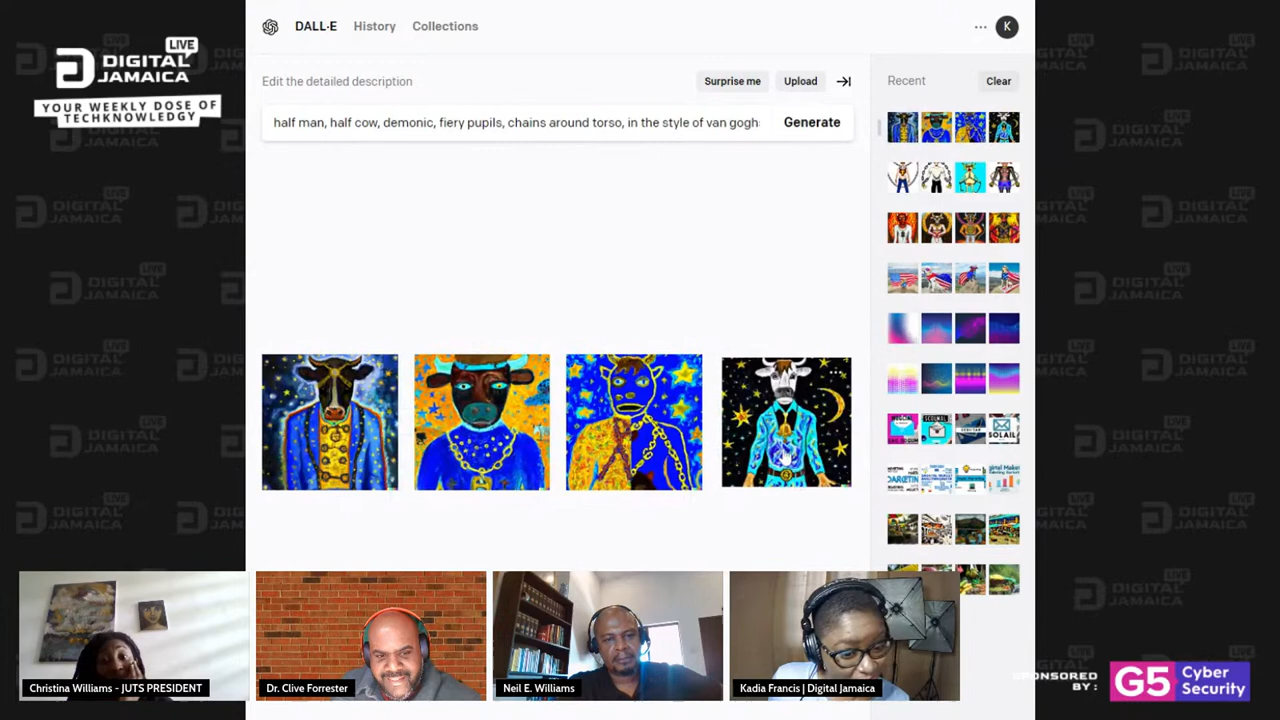 LIVE
DIGITAL
JAMAICA
YOUR WEEKLY DOSE OF
TECHKNOWLEDGY
DALL·E History Collections
K
Edit the detailed description
Surprise me
Upload
Recent
Clear
half man, half cow, demonic, fiery pupils, chains around torso, in the style of van gogh
Generate
Christina Williams - JUTS PRESIDENT
Dr. Clive Forrester
Neil E. Williams
Kadia Francis | Digital Jamaica
SPONSORED
BY:
G5
Cyber
Security